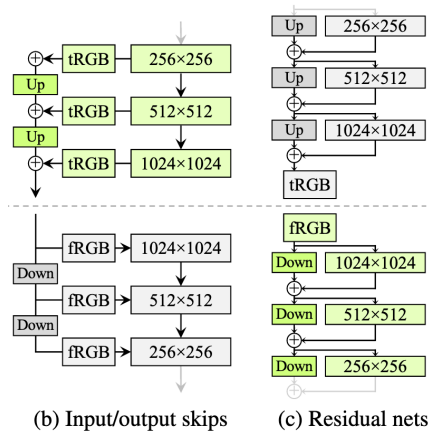 tRGB 256×256
Up
tRGB 512×512
Up
tRGB 1024×1024
fRGB 1024×1024
Down
fRGB 512×512
Down
fRGB 256×256
(b) Input/output skips
Up 256×256
Up 512×512
Up 1024×1024
tRGB
fRGB
Down 1024×1024
Down 512×512
Down 256×256
(c) Residual nets